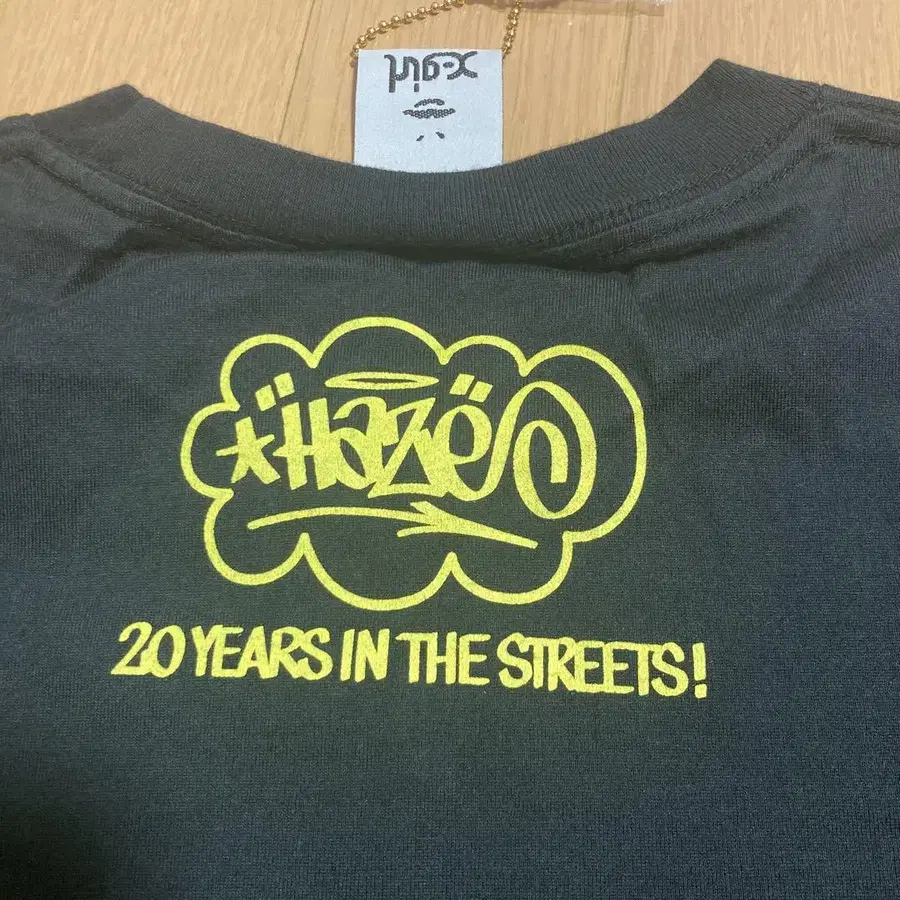 X-girl
HAZE
20 YEARS IN THE STREETS!